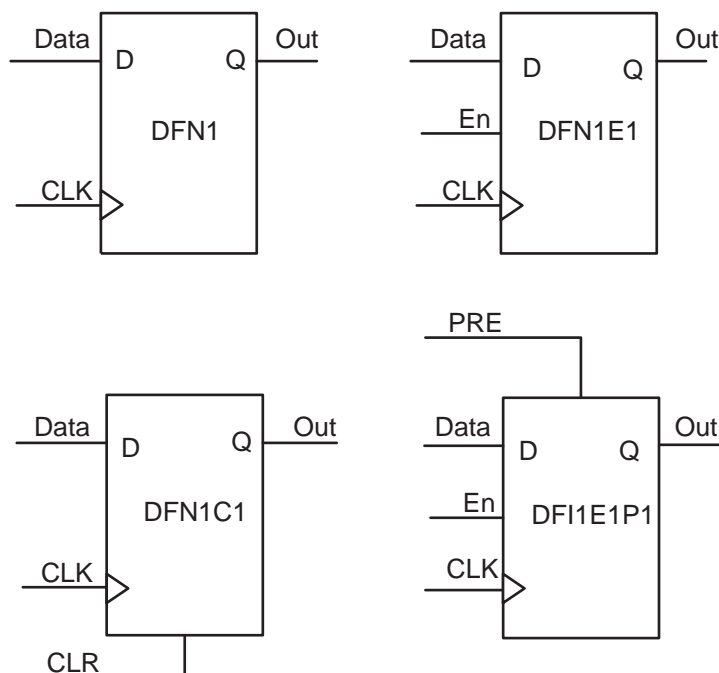 Data
Out
D
Q
DFN1
CLK
Data
Out
D
Q
En
DFN1E1
CLK
Data
Out
D
Q
DFN1C1
CLK
CLR
PRE
Data
Out
D
Q
En
DFI1E1P1
CLK